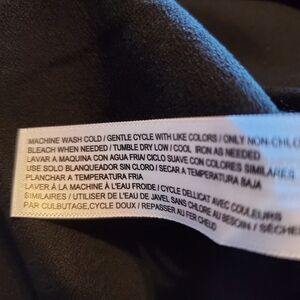 MACHINE WASH COLD / GENTLE CYCLE WITH LIKE COLORS / ONLY NON-CHLO
BLEACH WHEN NEEDED / TUMBLE DRY LOW / COOL IRON AS NEEDED
LAVAR A MAQUINA CON AGUA FRIA CICLO SUAVE CON COLORES SIMILARES
USE SOLO BLANQUEADOR SIN CLORO / SECAR A TEMPERATURA BAJA
PLANCHAR A TEMPERATURA FRIA
LAVER À LA MACHINE À L'EAU FROIDE / CYCLE DELLICAT AVEC COULEURS
SIMILAIRES / UTILISER DE L'EAU DE JAVEL SANS CHLORE AU BESOIN / SÉCHE
PAR CULBUTAGE, CYCLE DOUX / REPASSER AU FER CHAUD